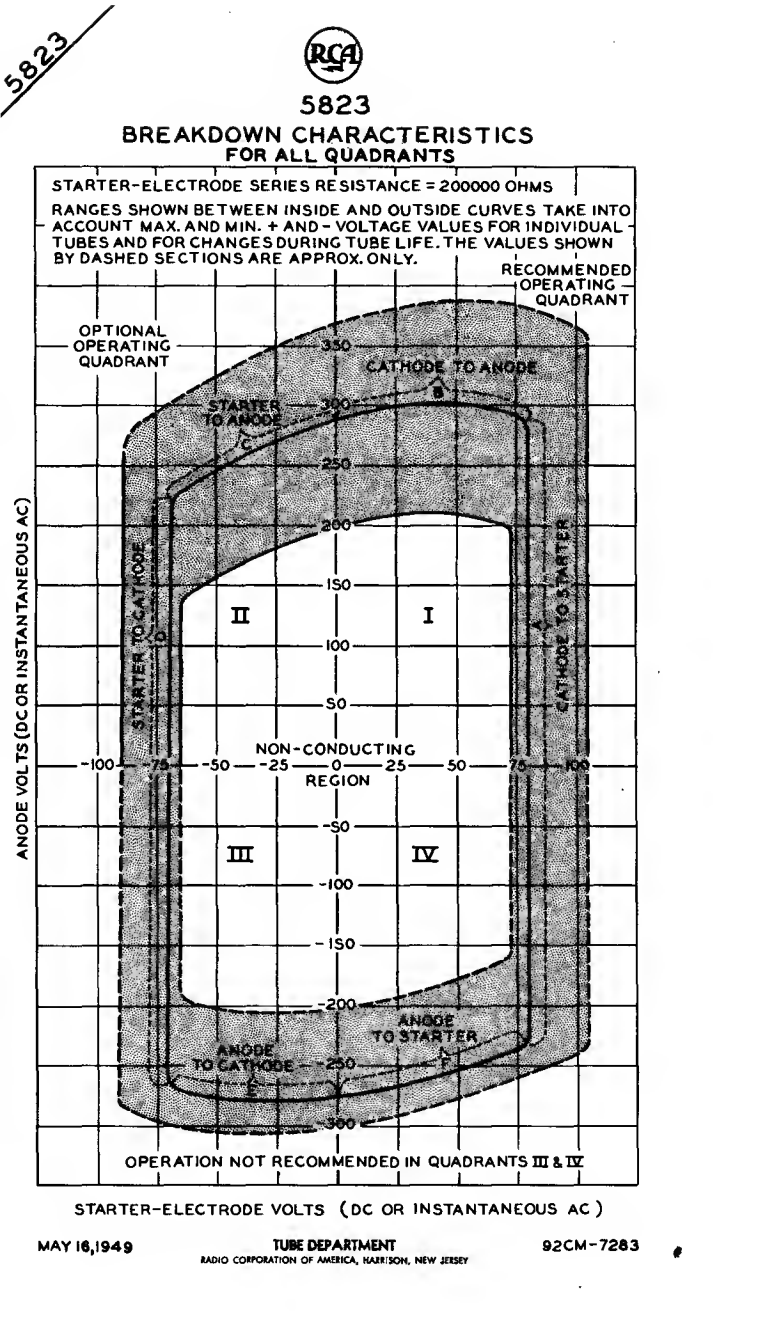 5823
RCA
5823
BREAKDOWN CHARACTERISTICS
FOR ALL QUADRANTS
STARTER-ELECTRODE SERIES RESISTANCE = 200000 OHMS
RANGES SHOWN BETWEEN INSIDE AND OUTSIDE CURVES TAKE INTO
ACCOUNT MAX. AND MIN. + AND - VOLTAGE VALUES FOR INDIVIDUAL
TUBES AND FOR CHANGES DURING TUBE LIFE. THE VALUES SHOWN
BY DASHED SECTIONS ARE APPROX. ONLY.
RECOMMENDED
OPERATING
QUADRANT
OPTIONAL
OPERATING
QUADRANT
350
CATHODE TO ANODE
B
STARTER
TO ANODE
C
300
250
200
150
II
I
STARTER TO CATHODE
D
CATHODE TO STARTER
A
100
50
NON-CONDUCTING
-100 -75 -50 -25 0 25 50 75 100
REGION
-50
III
IV
-100
-150
-200
ANODE
TO STARTER
F
ANODE
TO CATHODE
E
-250
-300
OPERATION NOT RECOMMENDED IN QUADRANTS III & IV
ANODE VOLTS (DC OR INSTANTANEOUS AC)
STARTER-ELECTRODE VOLTS (DC OR INSTANTANEOUS AC)
MAY 16, 1949
TUBE DEPARTMENT
RADIO CORPORATION OF AMERICA, HARRISON, NEW JERSEY
92CM-7283